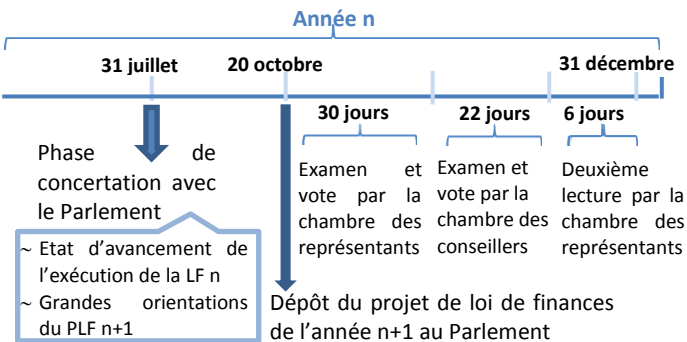 Année n
31 juillet
20 octobre
31 décembre
30 jours
22 jours
6 jours
Phase de
concertation avec
le Parlement
~ Etat d’avancement de
l’exécution de la LF n
~ Grandes orientations
du PLF n+1
Examen et
vote par la
chambre des
représentants
Examen et
vote par la
chambre des
conseillers
Deuxième
lecture par la
chambre des
représentants
Dépôt du projet de loi de finances
de l’année n+1 au Parlement